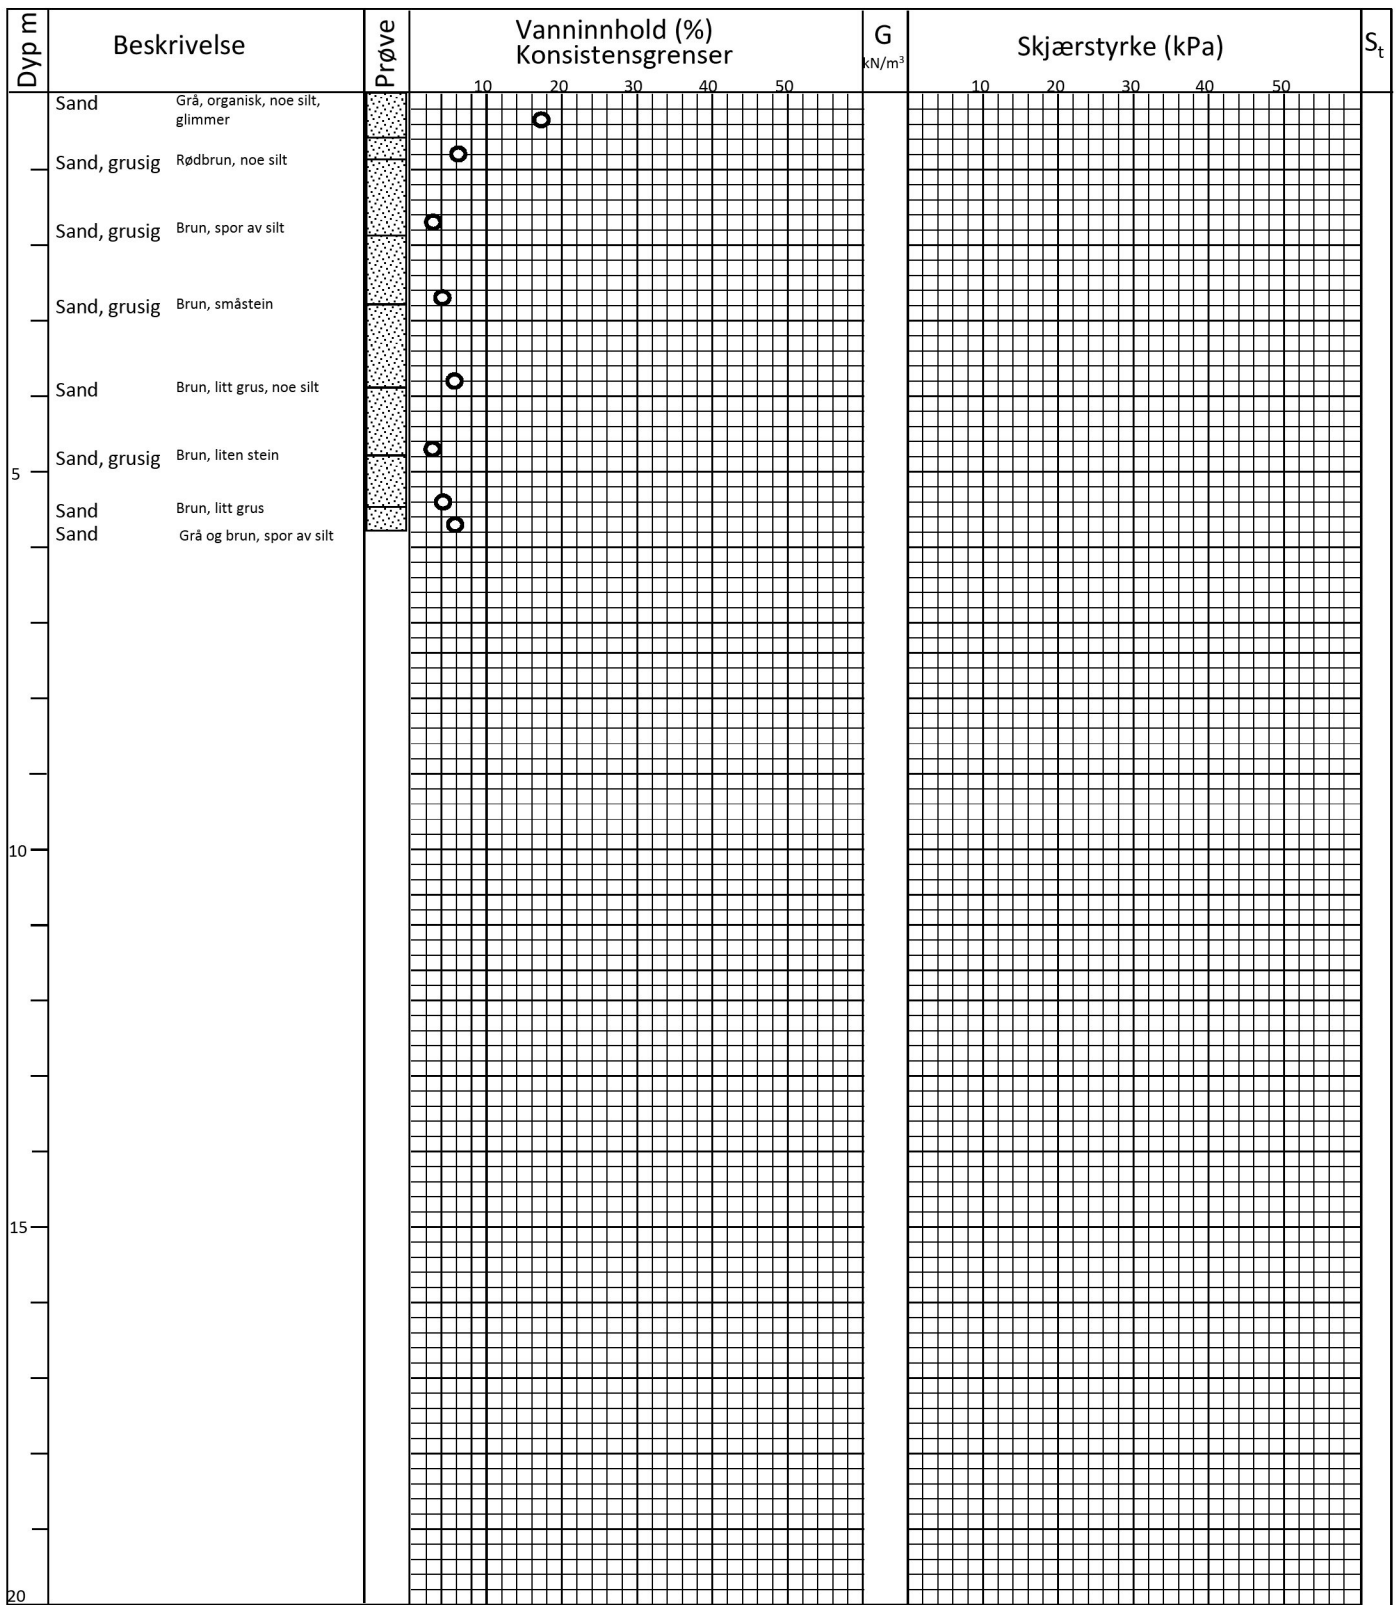 Dyp m
Beskrivelse
Prøve
Vanninnhold (%)
Konsistensgrenser
G
kN/m³
Skjærstyrke (kPa)
St
10 20 30 40 50
10 20 30 40 50
Sand Grå, organisk, noe silt,
glimmer
Sand, grusig Rødbrun, noe silt
Sand, grusig Brun, spor av silt
Sand, grusig Brun, småstein
Sand Brun, litt grus, noe silt
Sand, grusig Brun, liten stein
5
Sand Brun, litt grus
Sand Grå og brun, spor av silt
10
15
20